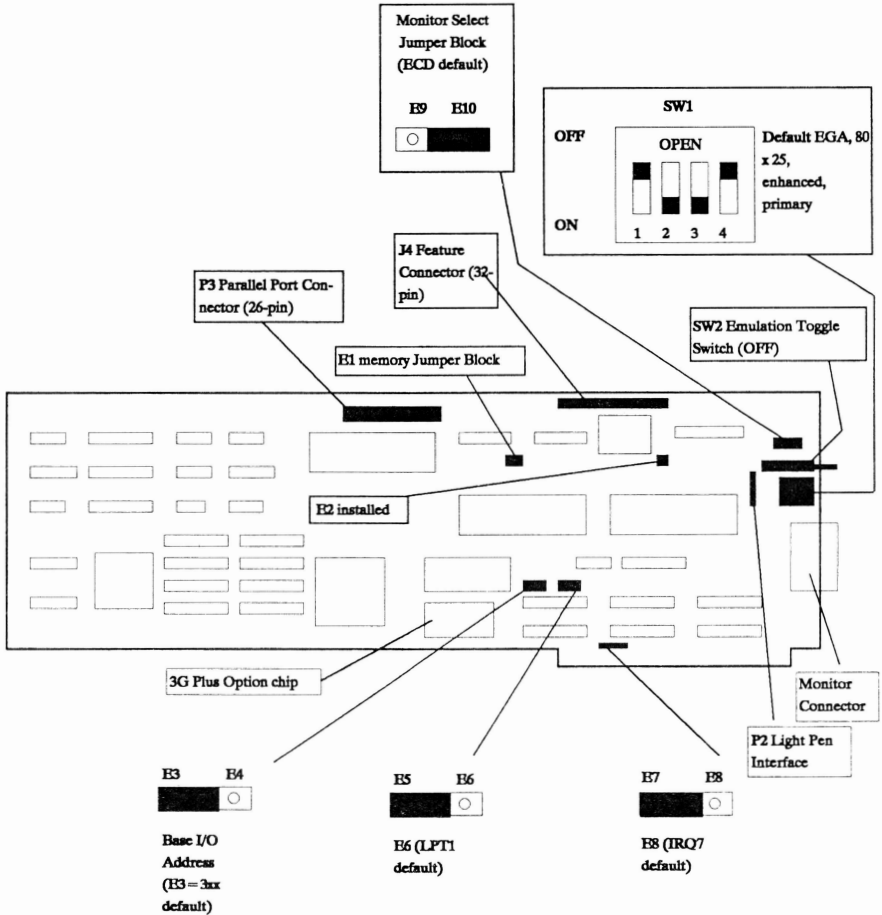 Monitor Select
Jumper Block
(ECD default)
E9 E10
SW1
OFF
OPEN
ON
1 2 3 4
Default EGA, 80
x 25,
enhanced,
primary
J4 Feature
Connector (32-
pin)
P3 Parallel Port Con-
nector (26-pin)
SW2 Emulation Toggle
Switch (OFF)
E1 memory Jumper Block
E2 installed
3G Plus Option chip
Monitor
Connector
P2 Light Pen
Interface
E3 E4
Base I/O
Address
(E3=3xx
default)
E5 E6
E6 (LPT1
default)
E7 E8
E8 (IRQ7
default)